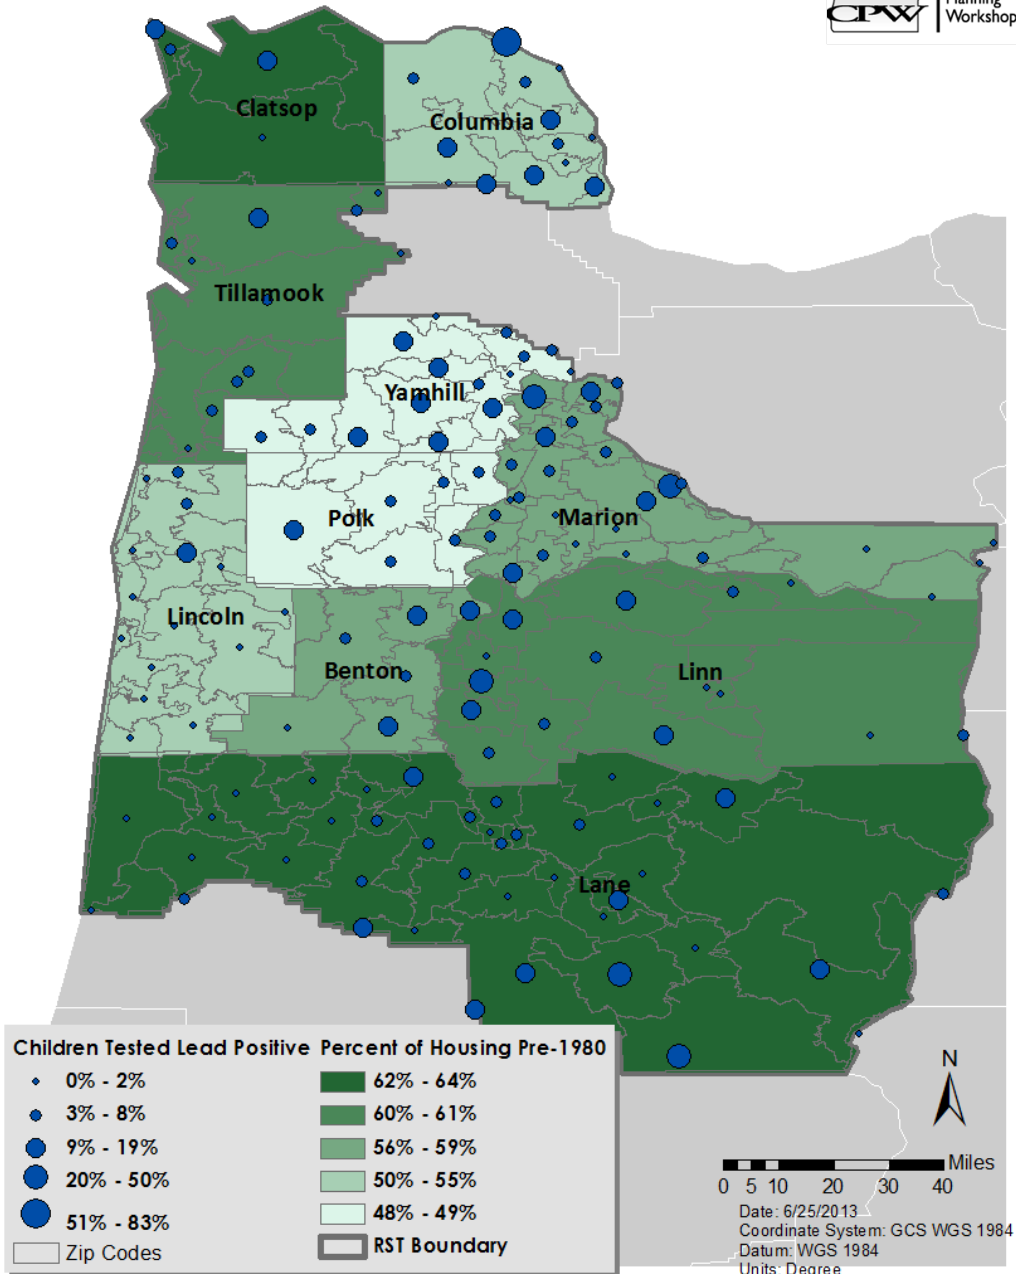 Planning
CPW Workshop
Clatsop
Columbia
Tillamook
Yamhill
Polk
Marion
Lincoln
Benton
Linn
Lane
Children Tested Lead Positive Percent of Housing Pre-1980
0% - 2% 62% - 64%
3% - 8% 60% - 61%
9% - 19% 56% - 59%
20% - 50% 50% - 55%
51% - 83% 48% - 49%
Zip Codes RST Boundary
N
Miles
0 5 10 20 30 40
Date: 6/25/2013
Coordinate System: GCS WGS 1984
Datum: WGS 1984
Units: Degree